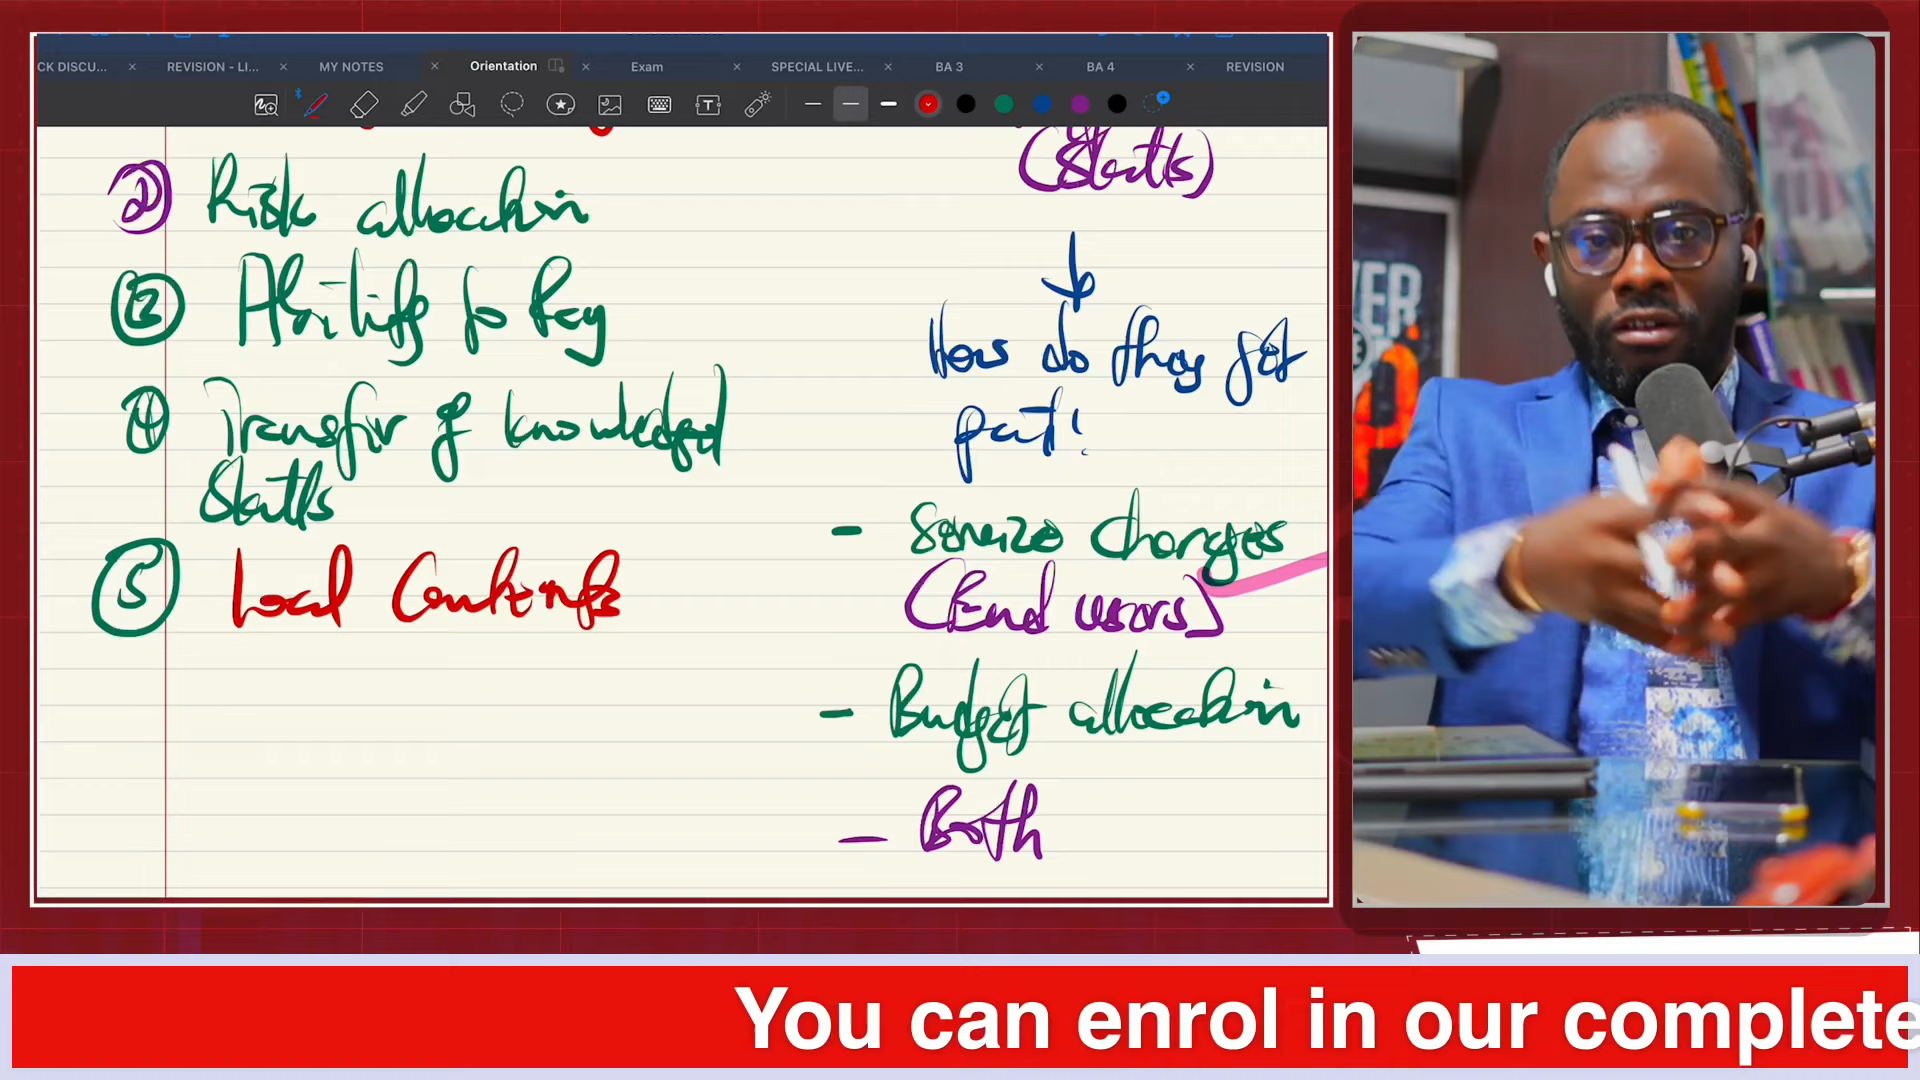 CK DISCU... REVISION - LI... MY NOTES Orientation Exam SPECIAL LIVE... BA 3 BA 4 REVISION
(Skills)
② Risk allocation
③ Ability to Pay
④ Transfer of knowledge
Skills
⑤ Local Contents
How do they get
paid?
- Service charges
(End users)
- Budget allocation
- Both
You can enrol in our complete